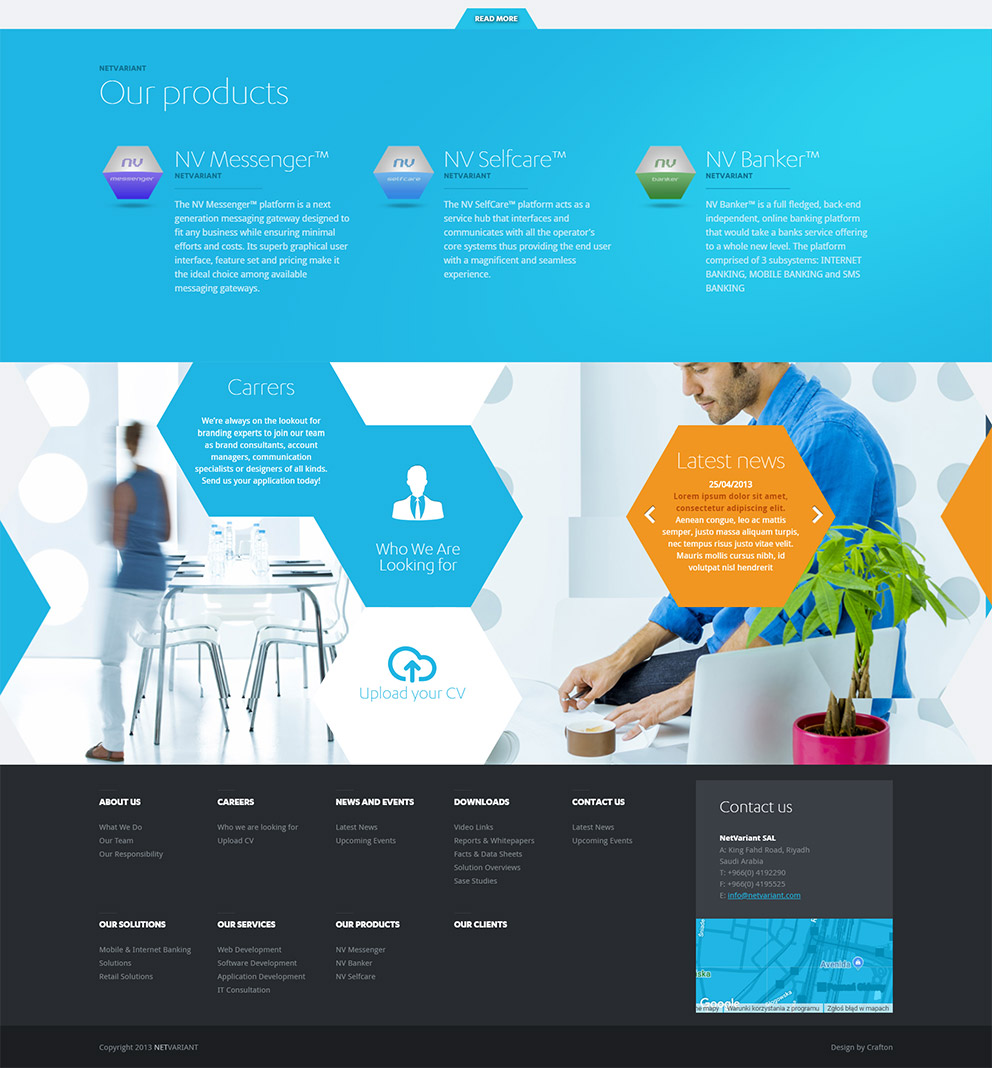 READ MORE
NETVARIANT
Our products
nv
messenger
NV Messenger™
NETVARIANT
The NV Messenger™ platform is a next
generation messaging gateway designed to
fit any business while ensuring minimal
efforts and costs. Its superb graphical user
interface, feature set and pricing make it
the ideal choice among available
messaging gateways.
nv
selfcare
NV Selfcare™
NETVARIANT
The NV SelfCare™ platform acts as a
service hub that interfaces and
communicates with all the operator's
core systems thus providing the end user
with a magnificent and seamless
experience.
nv
banker
NV Banker™
NETVARIANT
NV Banker™ is a full fledged, back-end
independent, online banking platform
that would take a banks service offering
to a whole new level. The platform
comprised of 3 subsystems: INTERNET
BANKING, MOBILE BANKING and SMS
BANKING
Carrers
We're always on the lookout for
branding experts to join our team
as brand consultants, account
managers, communication
specialists or designers of all kinds.
Send us your application today!
Who We Are
Looking for
Upload your CV
Latest news
25/04/2013
Lorem ipsum dolor sit amet,
consectetur adipiscing elit.
Aenean congue, leo ac mattis
semper, justo massa aliquam turpis,
nec tempus risus justo vitae velit.
Mauris mollis cursus nibh, id
volutpat nisl hendrerit
ABOUT US
What We Do
Our Team
Our Responsibility
CAREERS
Who we are looking for
Upload CV
NEWS AND EVENTS
Latest News
Upcoming Events
DOWNLOADS
Video Links
Reports & Whitepapers
Facts & Data Sheets
Solution Overviews
Sase Studies
CONTACT US
Latest News
Upcoming Events
OUR SOLUTIONS
Mobile & Internet Banking
Solutions
Retail Solutions
OUR SERVICES
Web Development
Software Development
Application Development
IT Consultation
OUR PRODUCTS
NV Messenger
NV Banker
NV Selfcare
OUR CLIENTS
Contact us
NetVariant SAL
A: King Fahd Road, Riyadh
Saudi Arabia
T: +966(0) 4192290
F: +966(0) 4195525
E: info@netvariant.com
Avenida
ska
Google
ne mapy
Warunki korzystania z programu
Zgłoś błąd w mapach
Copyright 2013 NETVARIANT
Design by Crafton